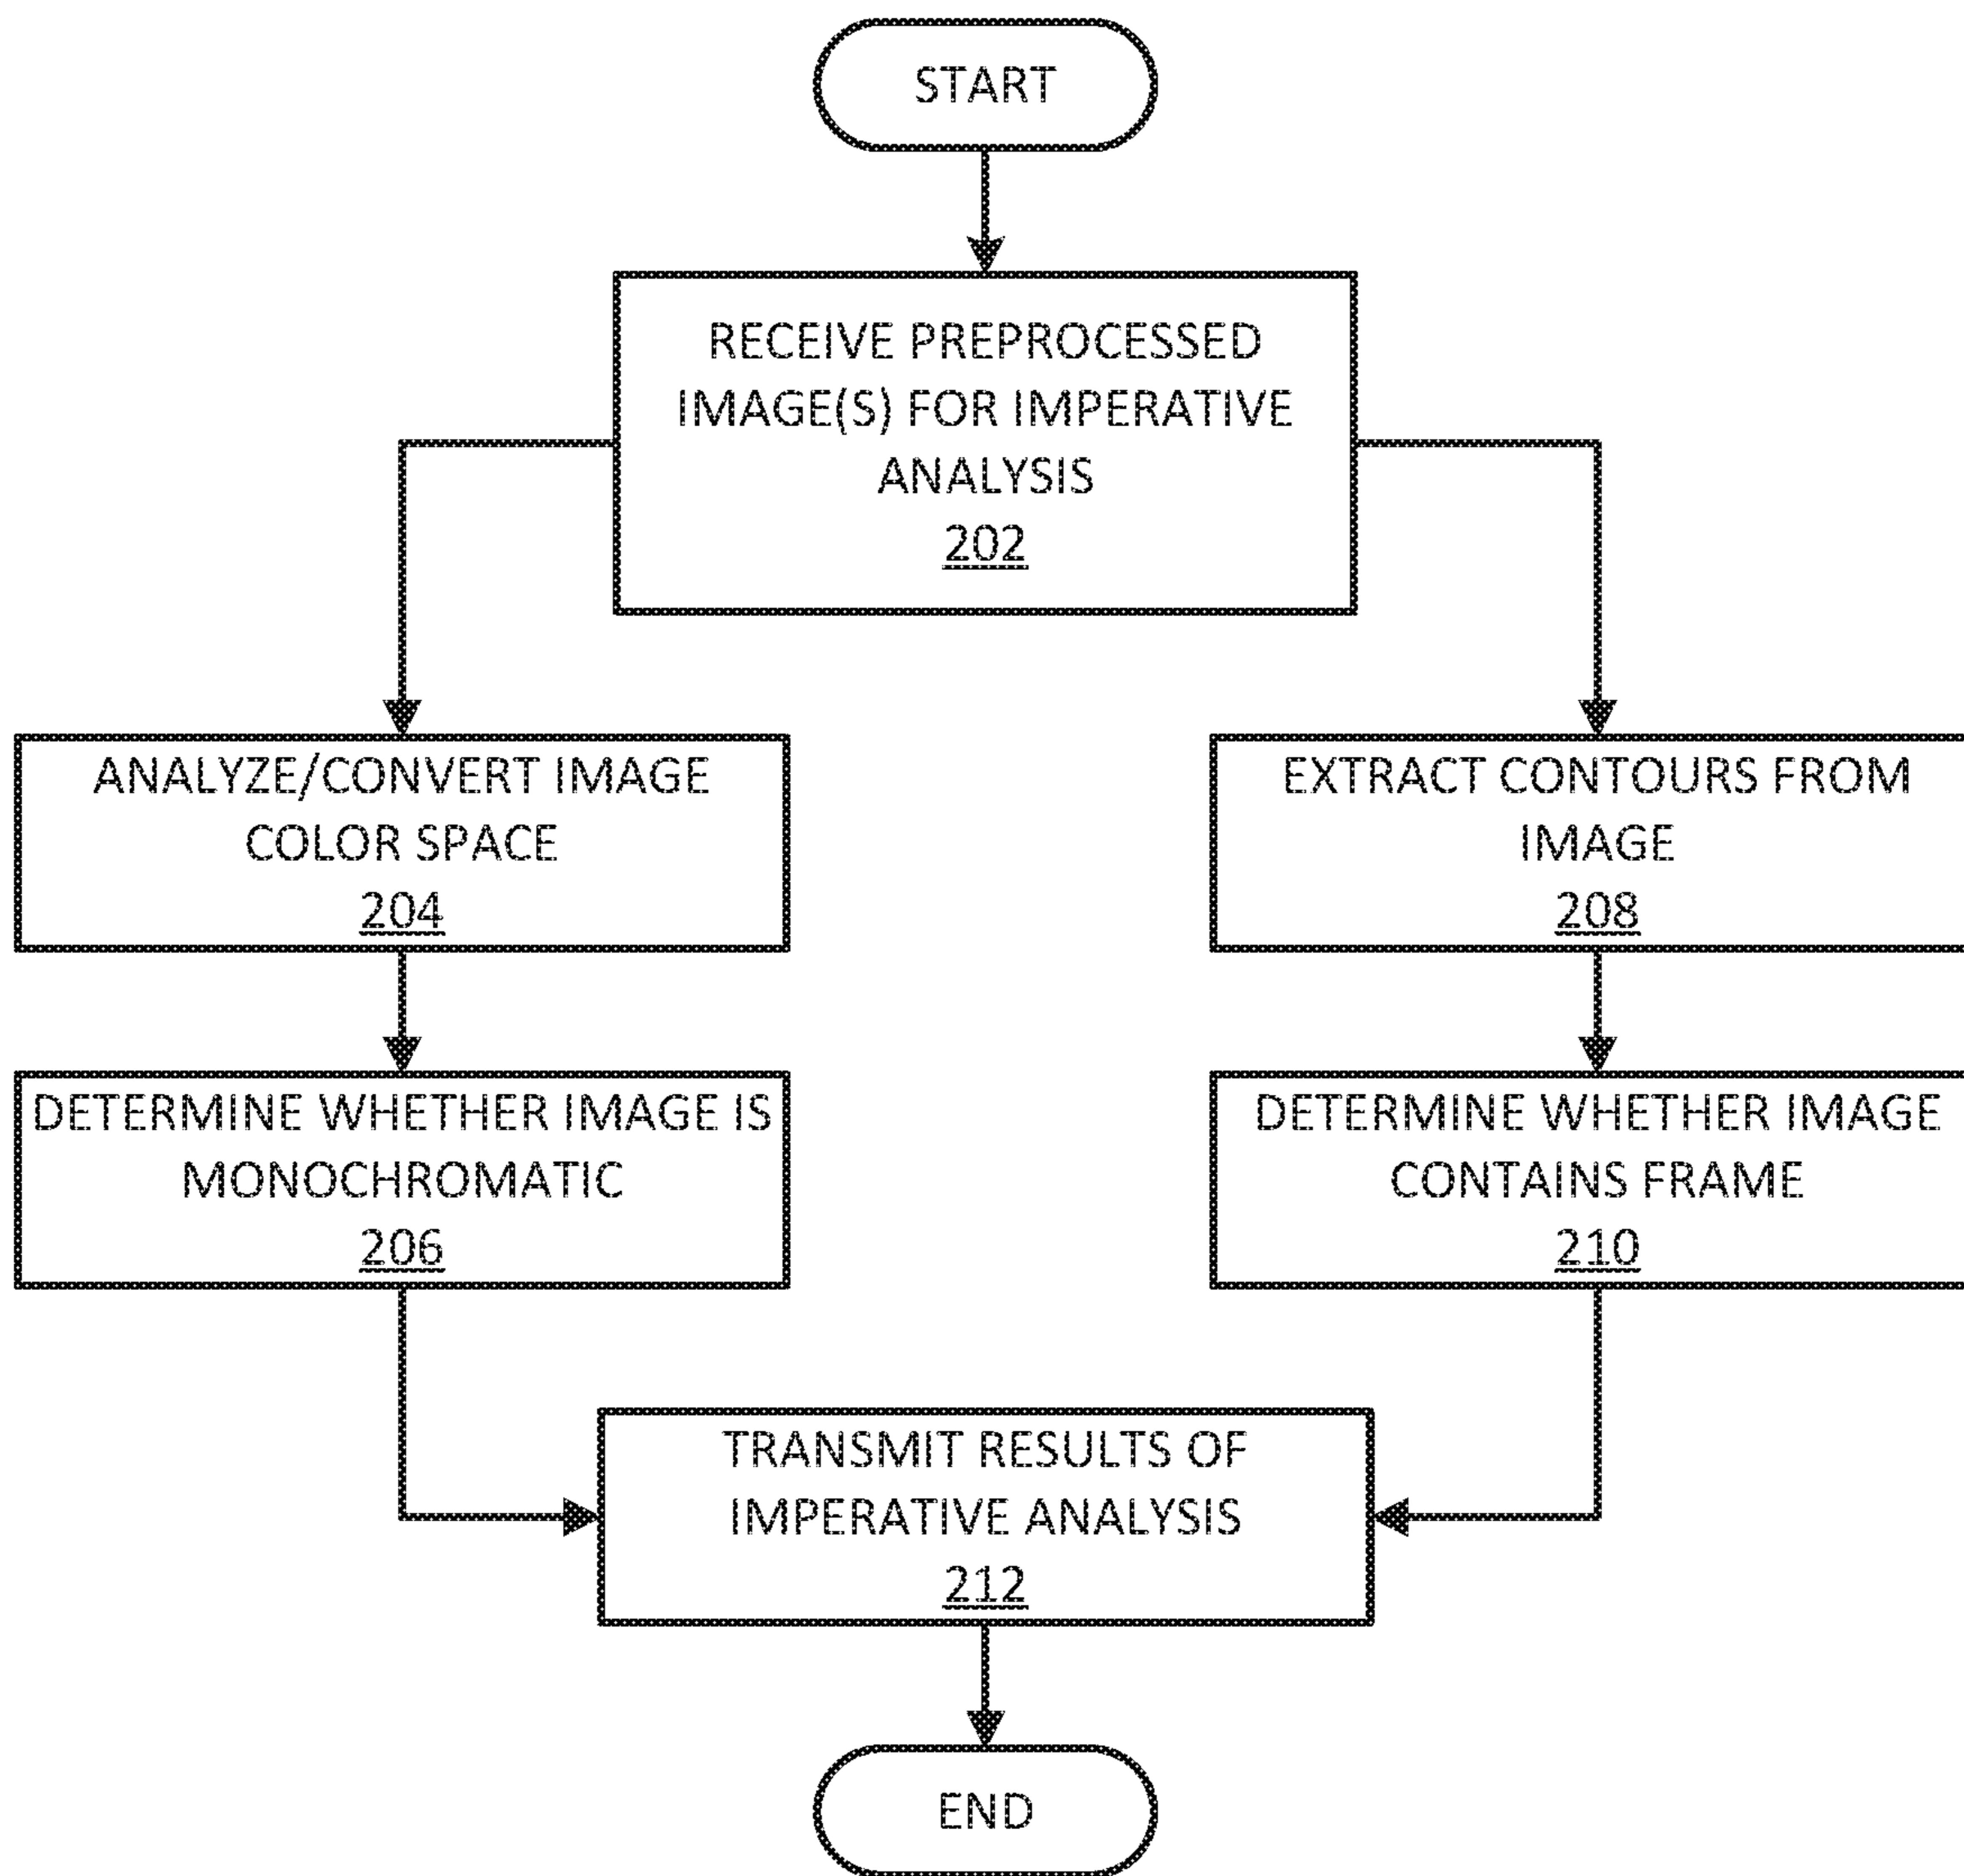 START
RECEIVE PREPROCESSED
IMAGE(S) FOR IMPERATIVE
ANALYSIS
202
ANALYZE/CONVERT IMAGE
COLOR SPACE
204
EXTRACT CONTOURS FROM
IMAGE
208
DETERMINE WHETHER IMAGE IS
MONOCHROMATIC
206
DETERMINE WHETHER IMAGE
CONTAINS FRAME
210
TRANSMIT RESULTS OF
IMPERATIVE ANALYSIS
212
END